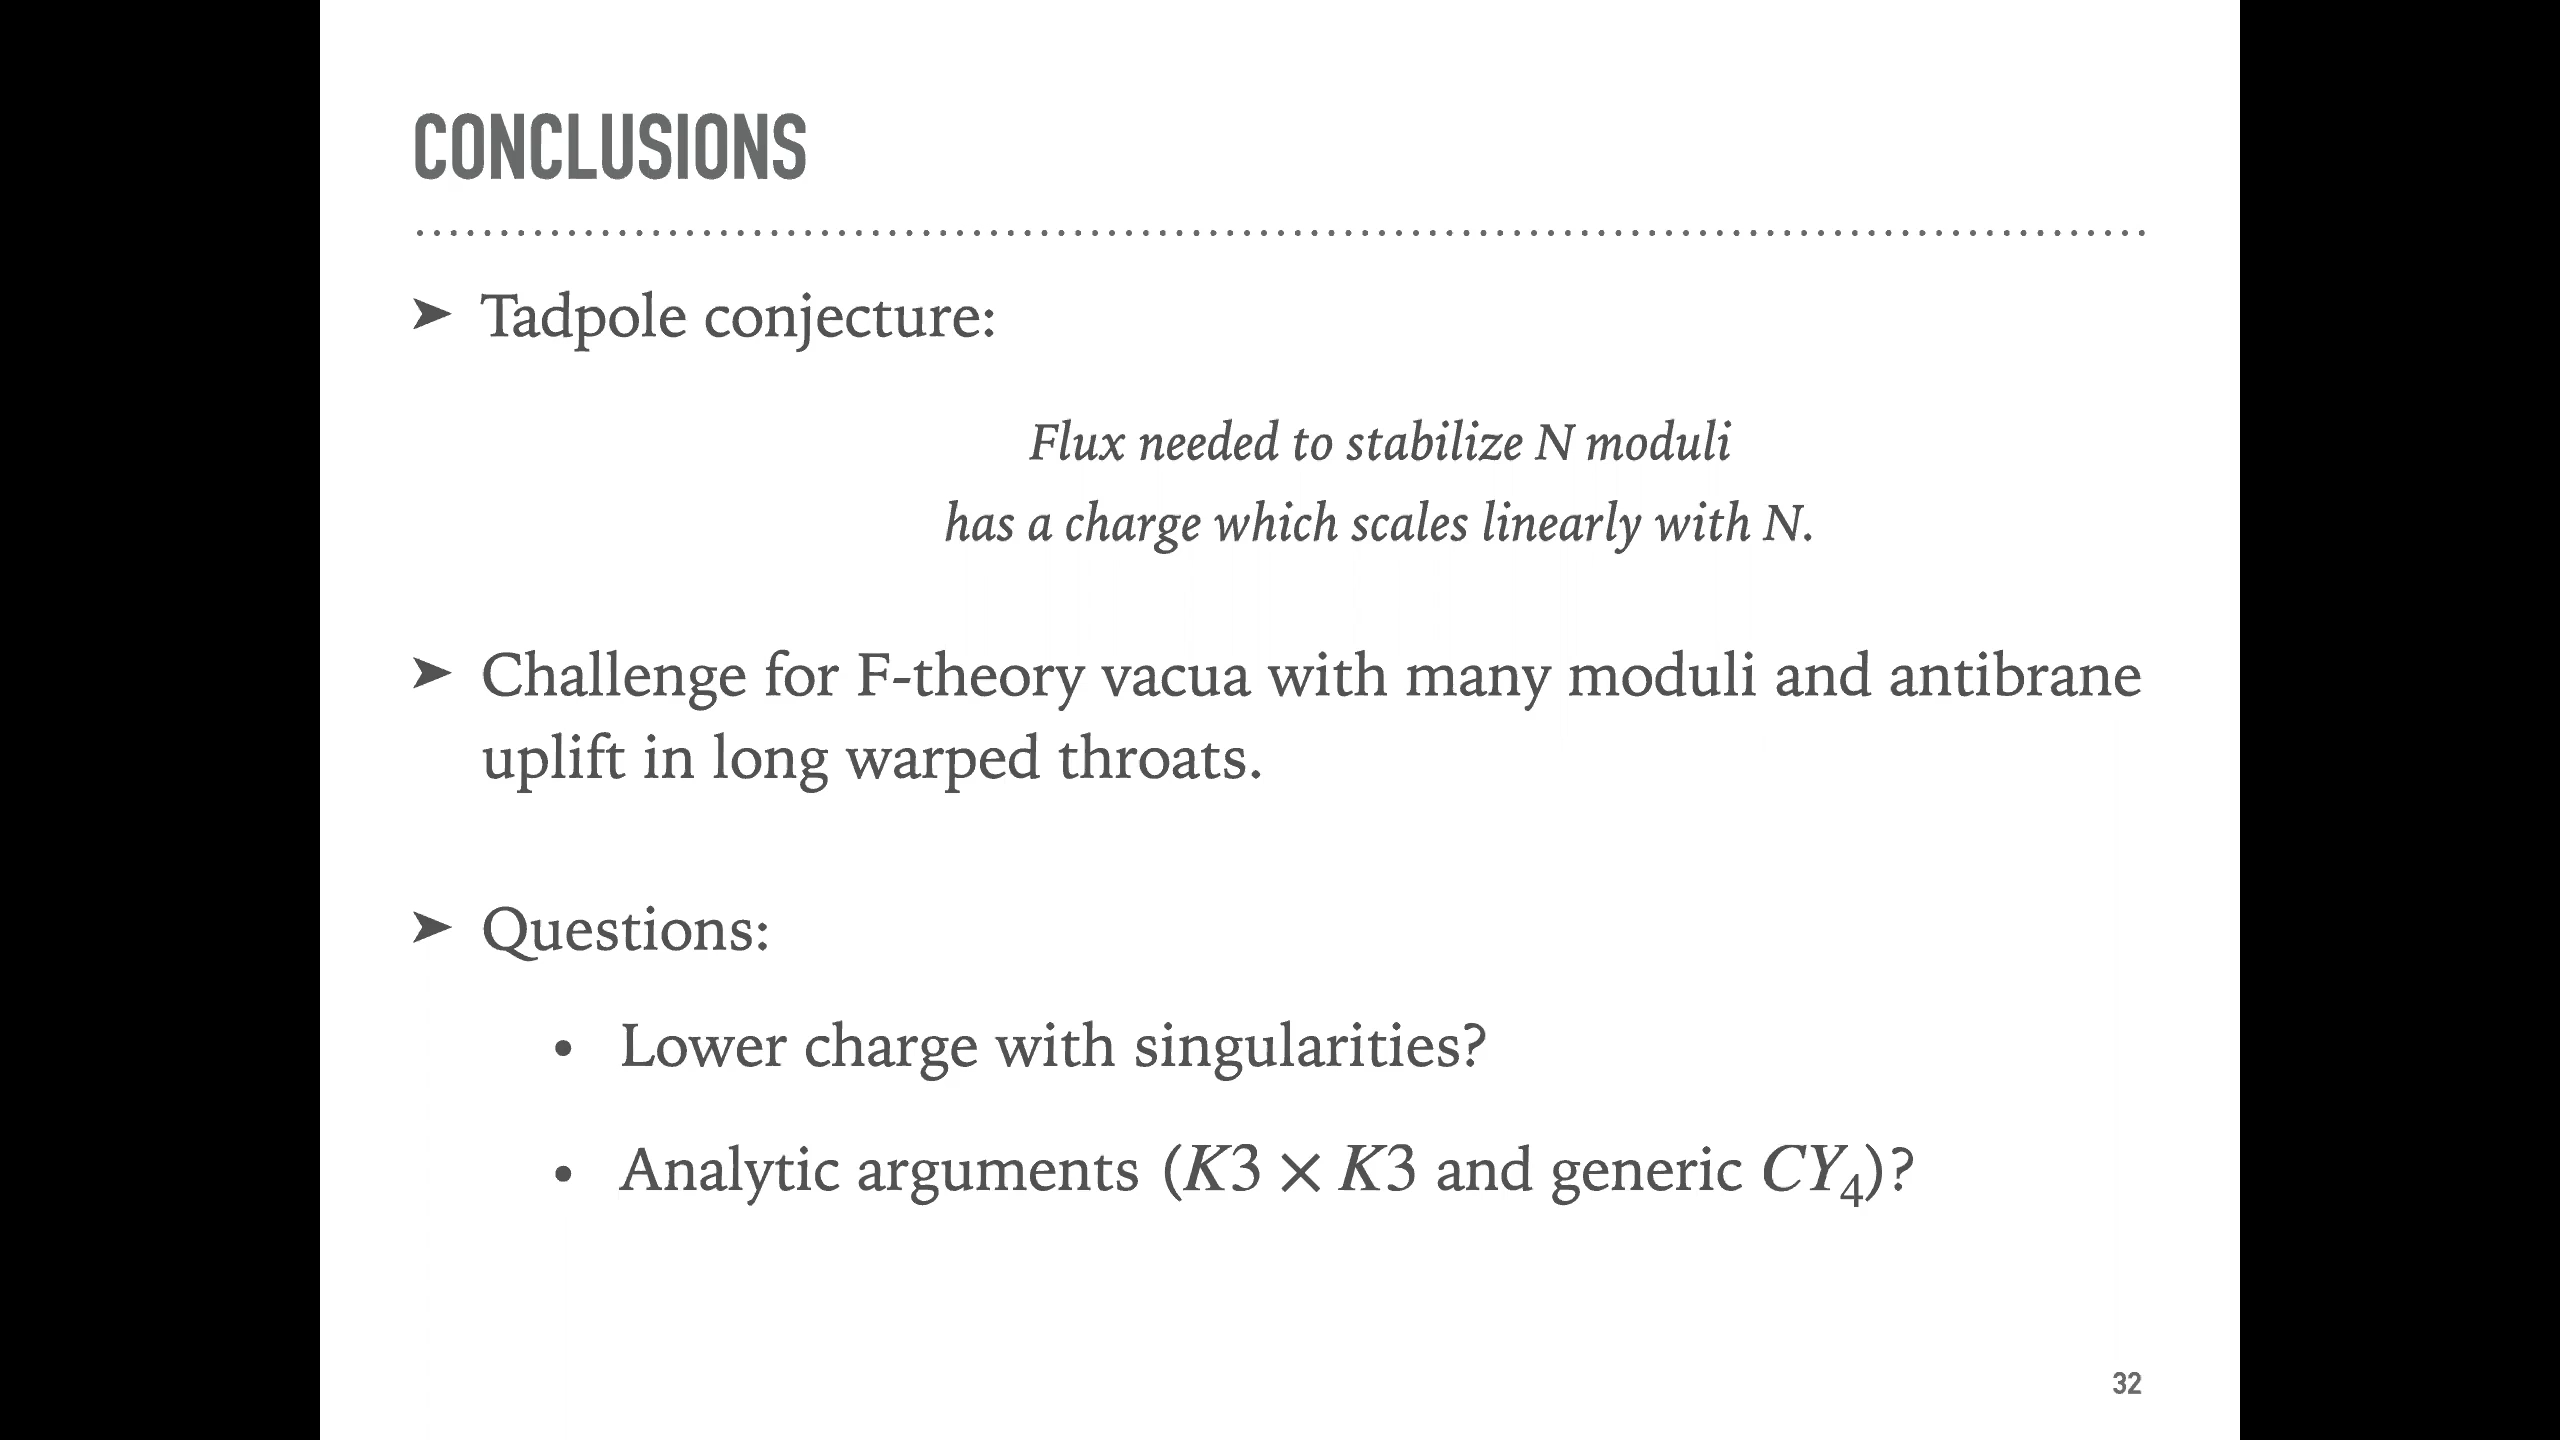 CONCLUSIONS
➤ Tadpole conjecture:
Flux needed to stabilize N moduli
has a charge which scales linearly with N.
➤ Challenge for F-theory vacua with many moduli and antibrane
uplift in long warped throats.
➤ Questions:
• Lower charge with singularities?
• Analytic arguments (K3 × K3 and generic CY₄)?
32